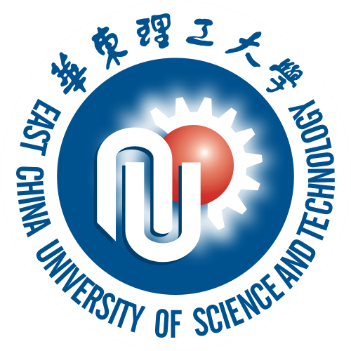 華東理工大學
EAST CHINA UNIVERSITY OF SCIENCE AND TECHNOLOGY